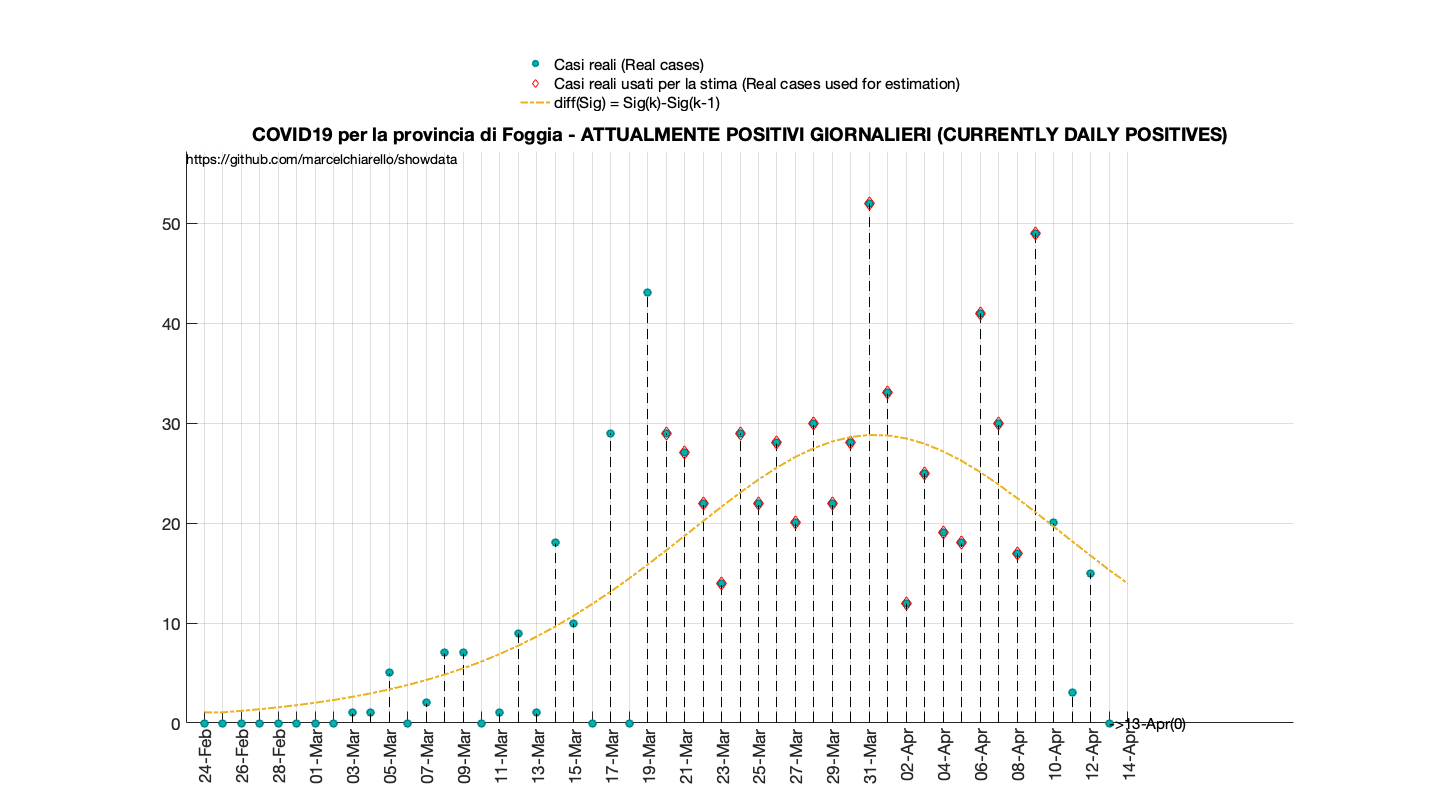 Casi reali (Real cases)
Casi reali usati per la stima (Real cases used for estimation)
diff(Sig) = Sig(k)-Sig(k-1)
COVID19 per la provincia di Foggia - ATTUALMENTE POSITIVI GIORNALIERI (CURRENTLY DAILY POSITIVES)
https://github.com/marcelchiarello/showdata
50
40
30
20
10
0
->13-Apr(0)
24-Feb
26-Feb
28-Feb
01-Mar
03-Mar
05-Mar
07-Mar
09-Mar
11-Mar
13-Mar
15-Mar
17-Mar
19-Mar
21-Mar
23-Mar
25-Mar
27-Mar
29-Mar
31-Mar
02-Apr
04-Apr
06-Apr
08-Apr
10-Apr
12-Apr
14-Apr